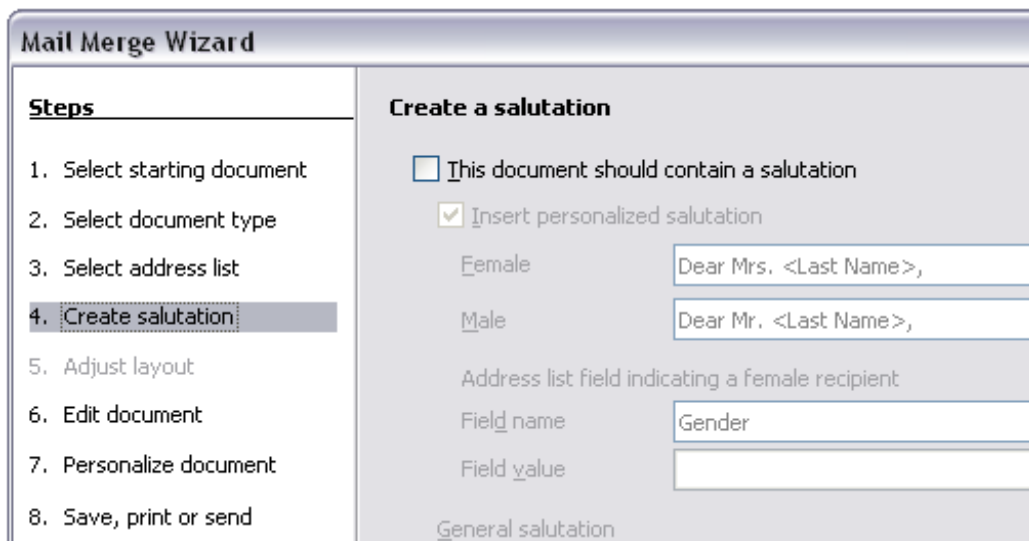 Mail Merge Wizard
Steps
1. Select starting document
2. Select document type
3. Select address list
4. Create salutation
5. Adjust layout
6. Edit document
7. Personalize document
8. Save, print or send
Create a salutation
This document should contain a salutation
Insert personalized salutation
Female Dear Mrs. <Last Name>,
Male Dear Mr. <Last Name>,
Address list field indicating a female recipient
Field name Gender
Field value
General salutation